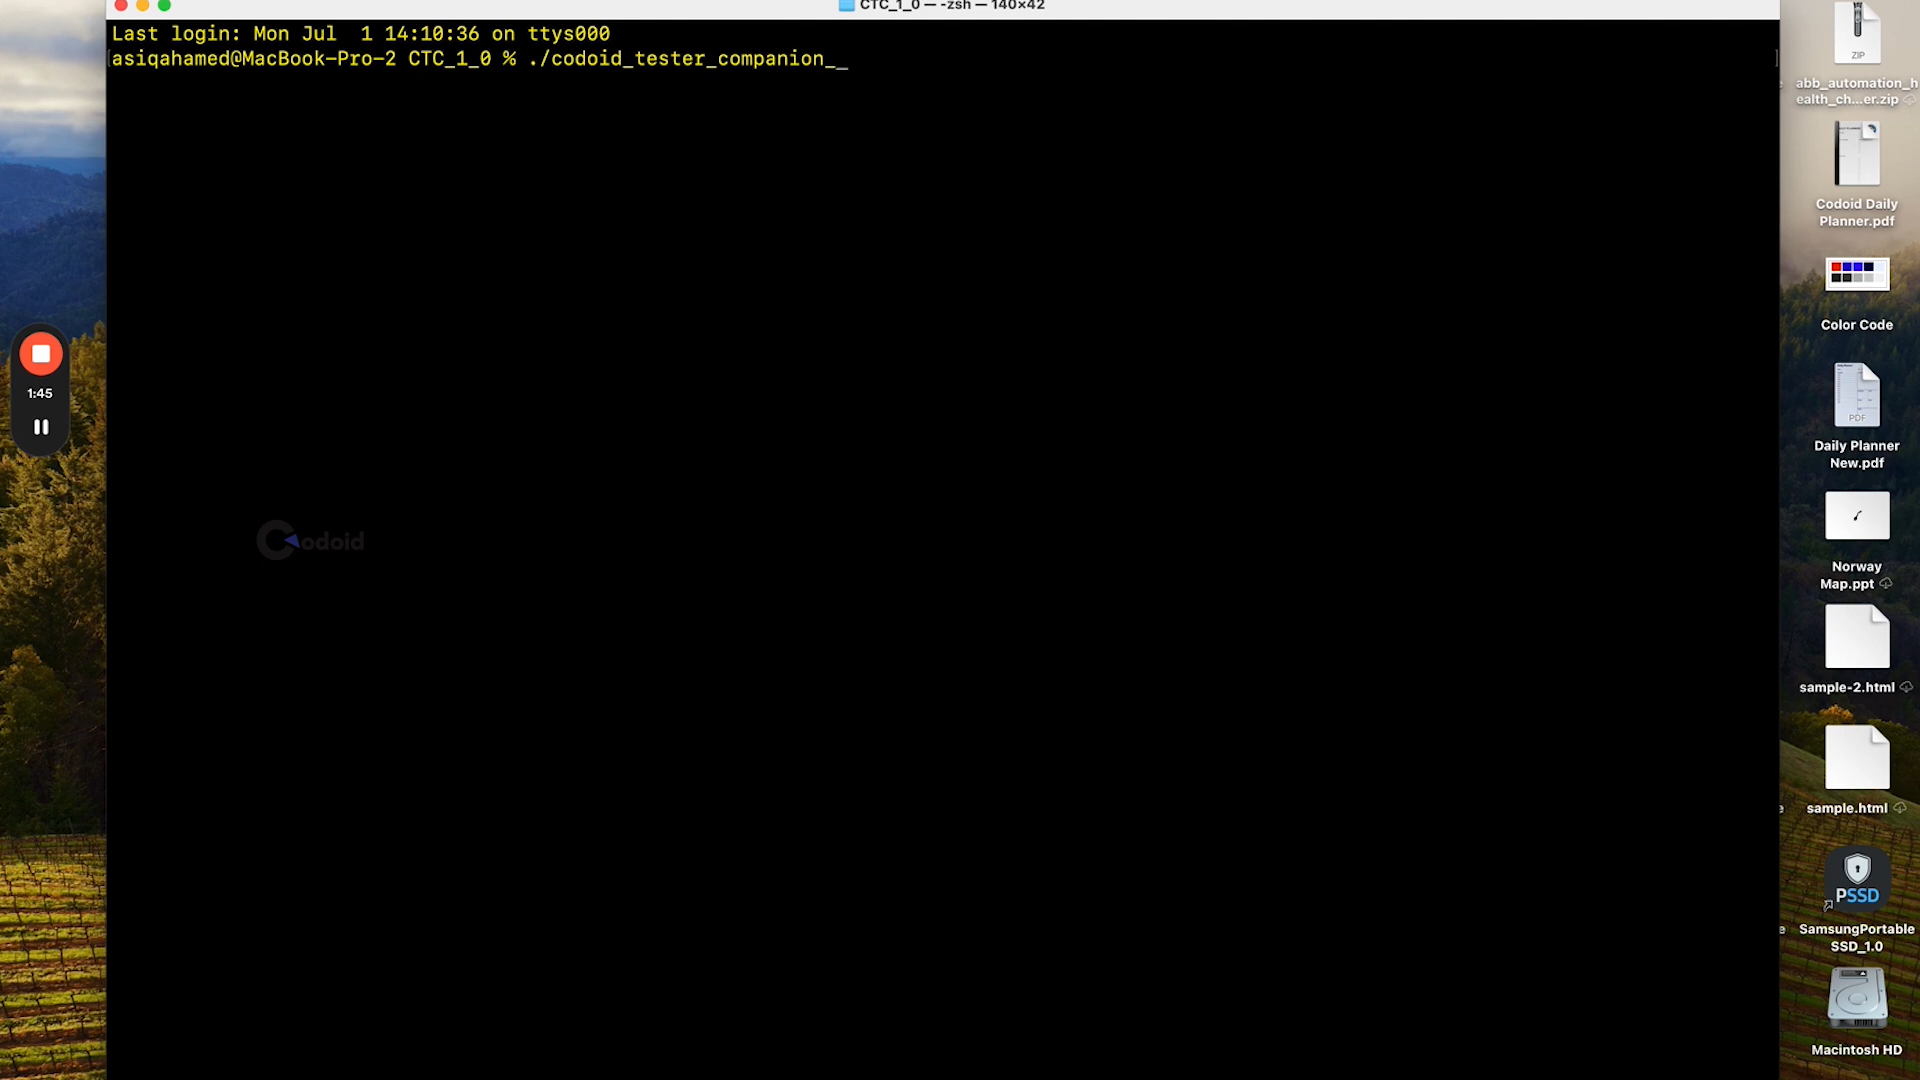 CTC_1_0 — -zsh — 140×42
Last login: Mon Jul  1 14:10:36 on ttys000
[asiqahamed@MacBook-Pro-2 CTC_1_0 % ./codoid_tester_companion__ ]
1:45
Codoid
ZIP
abb_automation_h
ealth_ch...er.zip
Codoid Daily
Planner.pdf
Color Code
PDF
Daily Planner
New.pdf
Norway
Map.ppt
sample-2.html
e sample.html
PSSD
e SamsungPortable
SSD_1.0
Macintosh HD